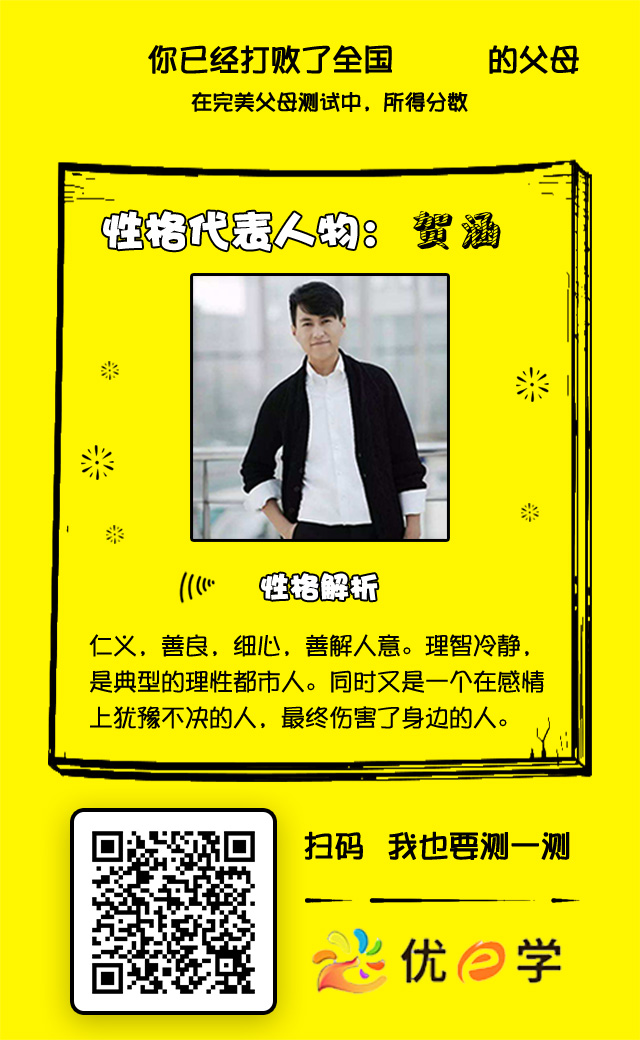 你已经打败了全国 的父母
在完美父母测试中，所得分数
性格代表人物：贺涵
性格解析
仁义，善良，细心，善解人意。理智冷静，
是典型的理性都市人。同时又是一个在感情
上犹豫不决的人，最终伤害了身边的人。
扫码 我也要测一测
优e学